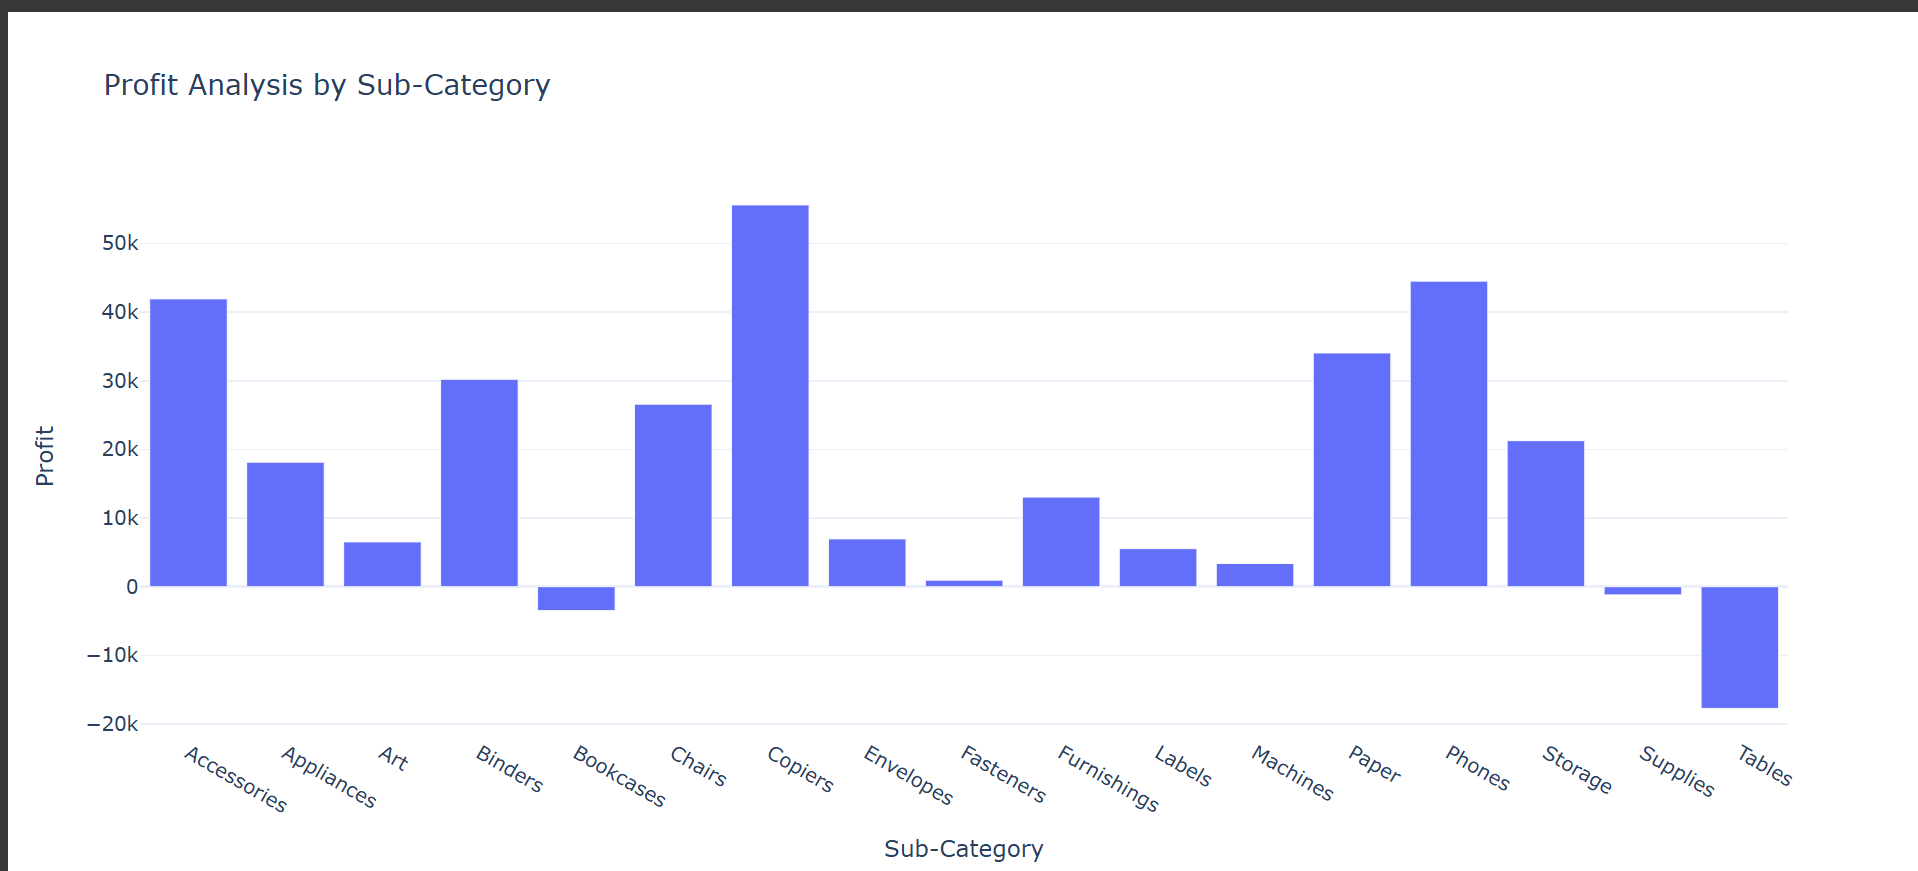 Profit Analysis by Sub-Category
50k
40k
30k
20k
10k
0
−10k
−20k
Profit
Accessories
Appliances
Art
Binders
Bookcases
Chairs
Copiers
Envelopes
Fasteners
Furnishings
Labels
Machines
Paper
Phones
Storage
Supplies
Tables
Sub-Category